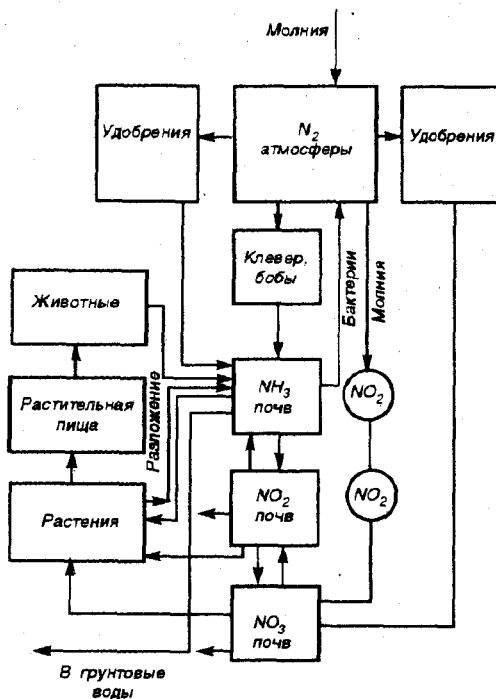 Молния
Удобрения
N₂
атмосферы
Удобрения
Клевер,
бобы
Бактерии
Молния
Животные
NH₃
почв
NO₂
Растительная
пища
Разложение
Растения
NO₂
почв
NO₂
NO₃
почв
В грунтовые
воды